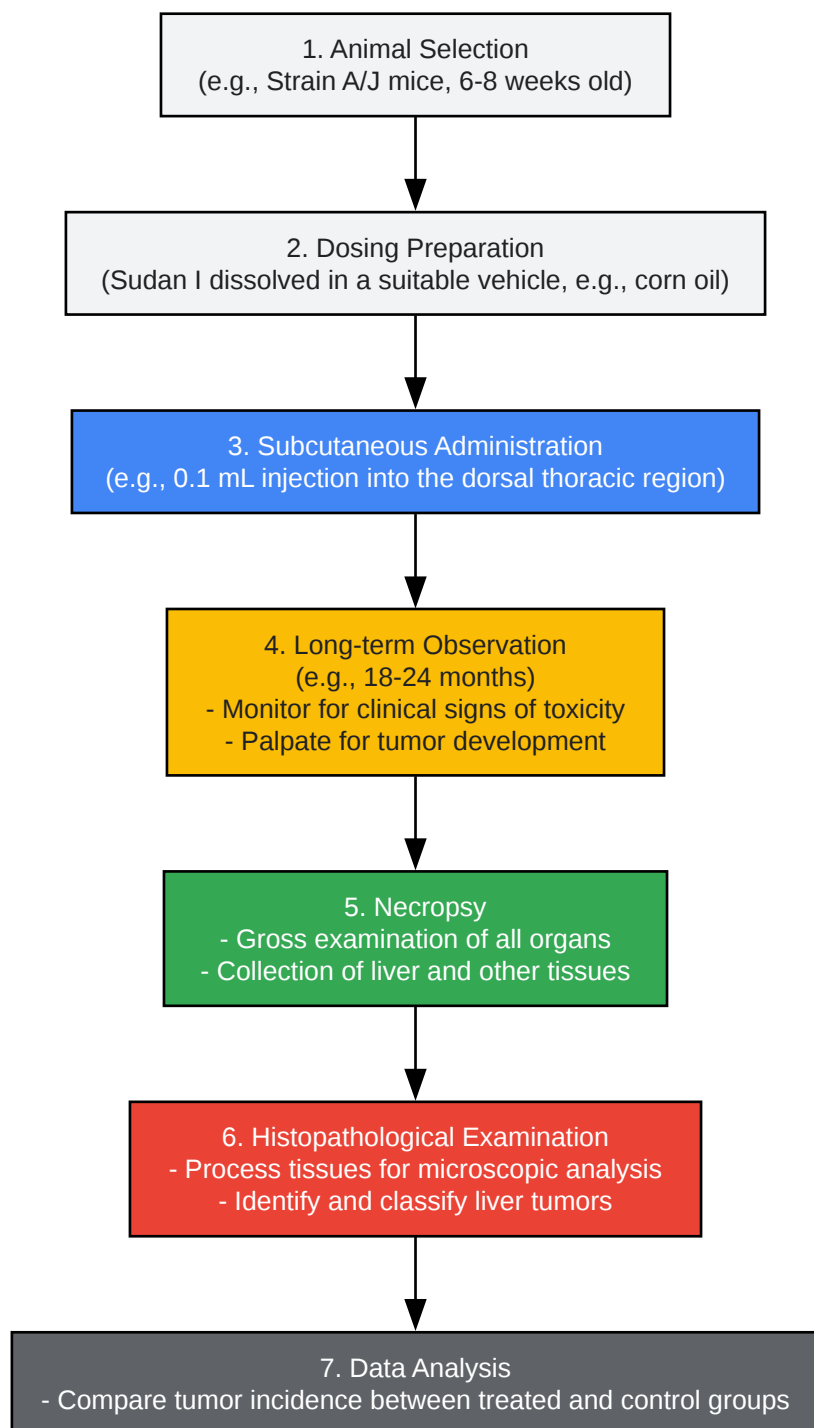 1. Animal Selection
(e.g., Strain A/J mice, 6-8 weeks old)
2. Dosing Preparation
(Sudan I dissolved in a suitable vehicle, e.g., corn oil)
3. Subcutaneous Administration
(e.g., 0.1 mL injection into the dorsal thoracic region)
4. Long-term Observation
(e.g., 18-24 months)
- Monitor for clinical signs of toxicity
- Palpate for tumor development
5. Necropsy
- Gross examination of all organs
- Collection of liver and other tissues
6. Histopathological Examination
- Process tissues for microscopic analysis
- Identify and classify liver tumors
7. Data Analysis
- Compare tumor incidence between treated and control groups